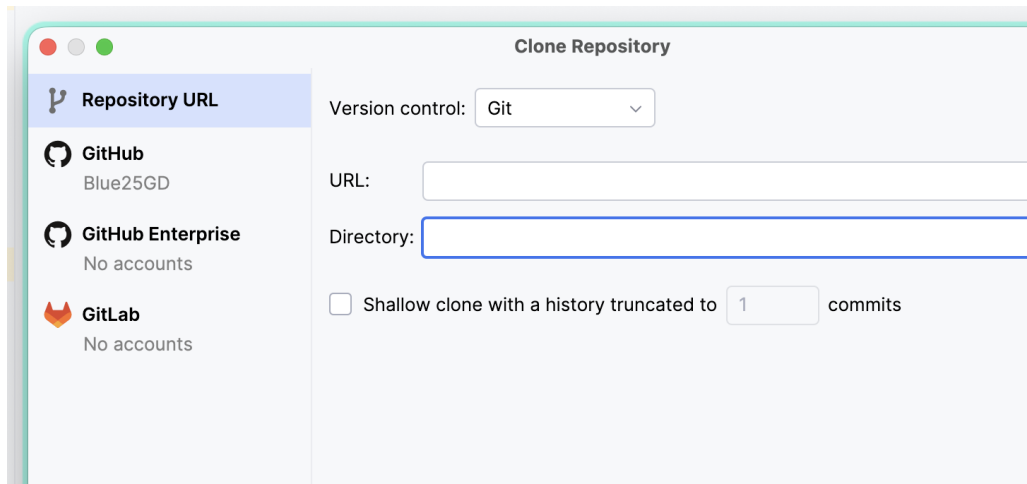 Clone Repository
Repository URL
GitHub
Blue25GD
GitHub Enterprise
No accounts
GitLab
No accounts
Version control: Git
URL:
Directory:
Shallow clone with a history truncated to 1 commits